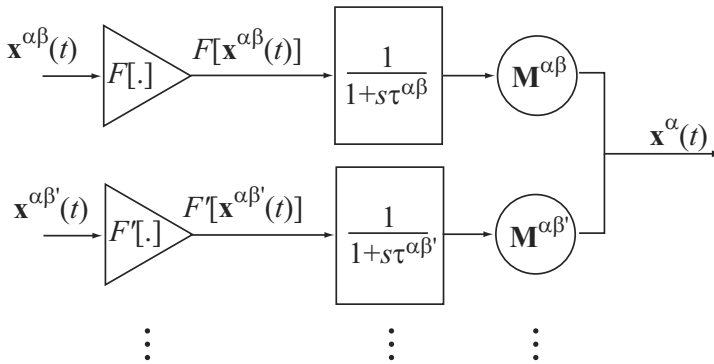 x^αβ(t)
F[.]
F[x^αβ(t)]
1
1+sτ^αβ
M^αβ
x^α(t)
x^αβ'(t)
F'[.]
F'[x^αβ'(t)]
1
1+sτ^αβ'
M^αβ'